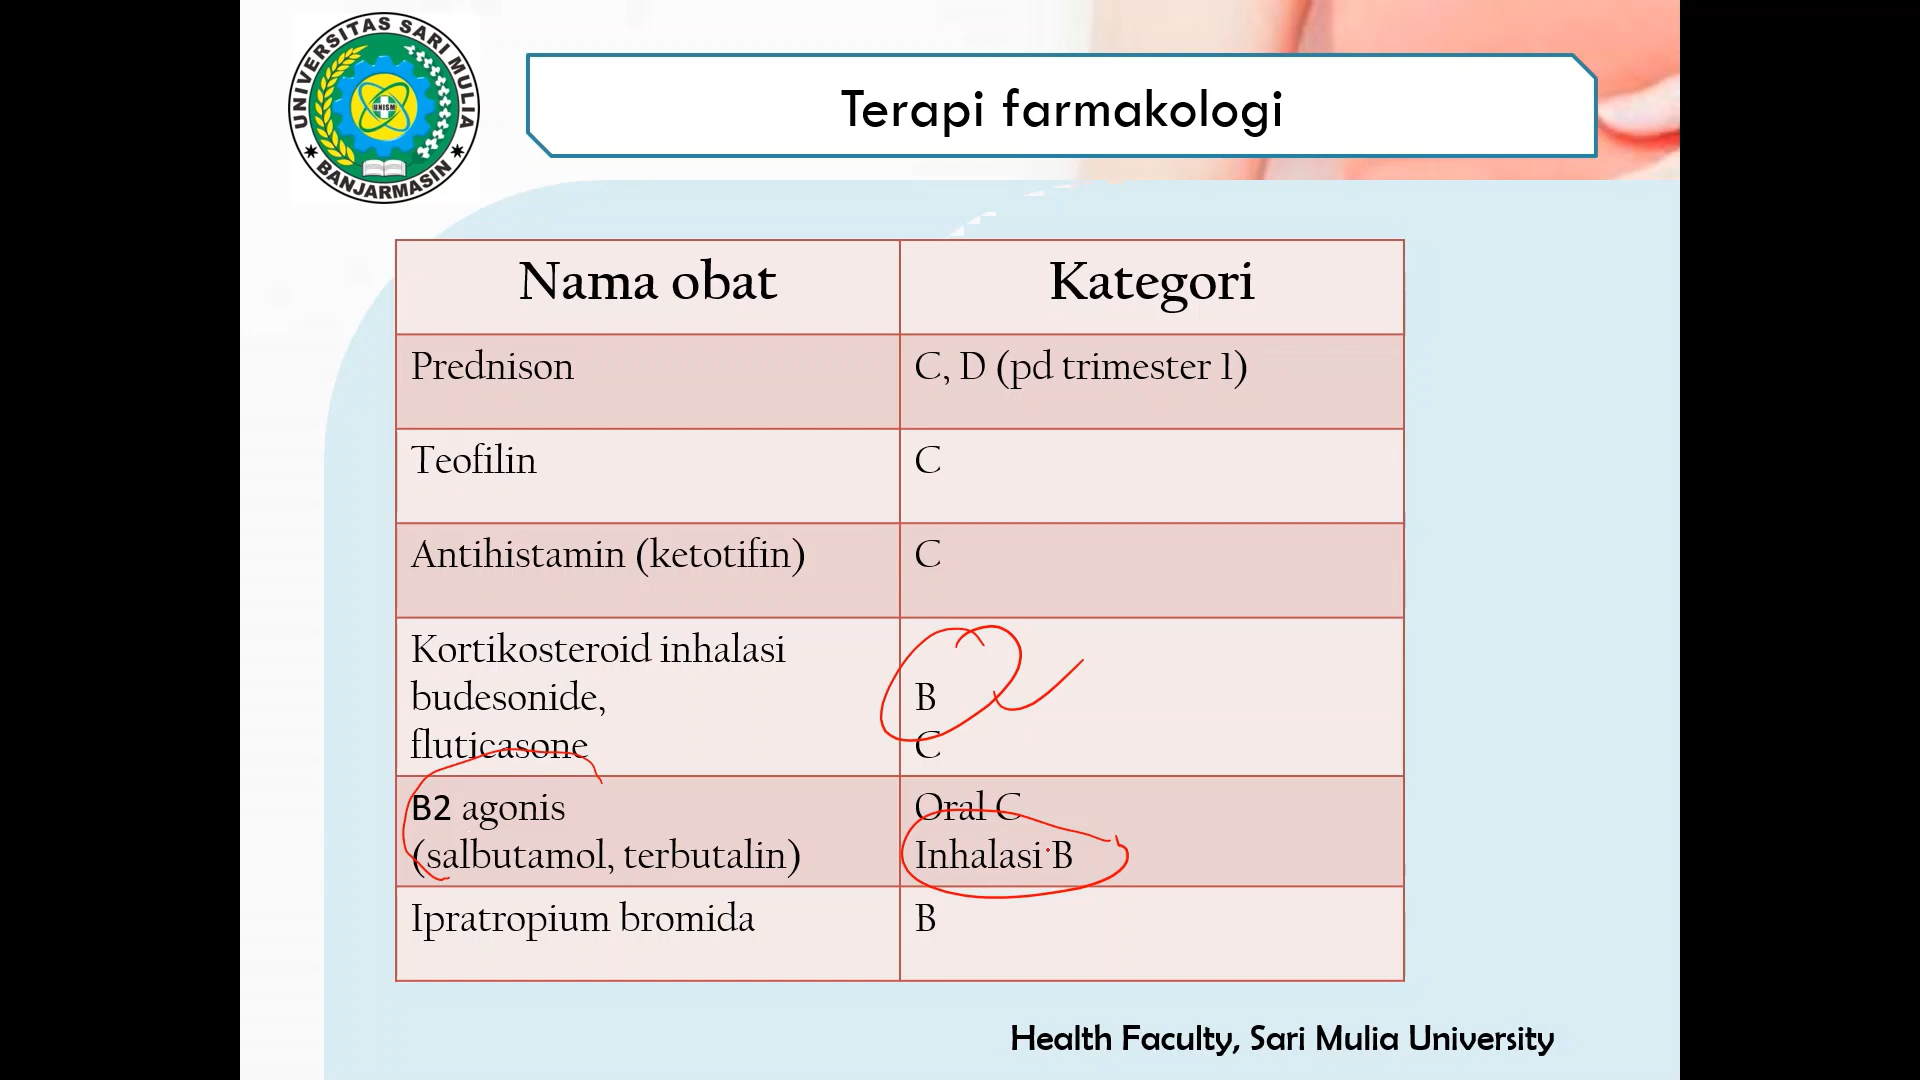 UNIVERSITAS SARI MULIA
UNISM
BANJARMASIN
Terapi farmakologi
Nama obat
Kategori
Prednison
C, D (pd trimester 1)
Teofilin
C
Antihistamin (ketotifin)
C
Kortikosteroid inhalasi
budesonide,
fluticasone
B
C
B2 agonis
(salbutamol, terbutalin)
Oral C
Inhalasi B
Ipratropium bromida
B
Health Faculty, Sari Mulia University